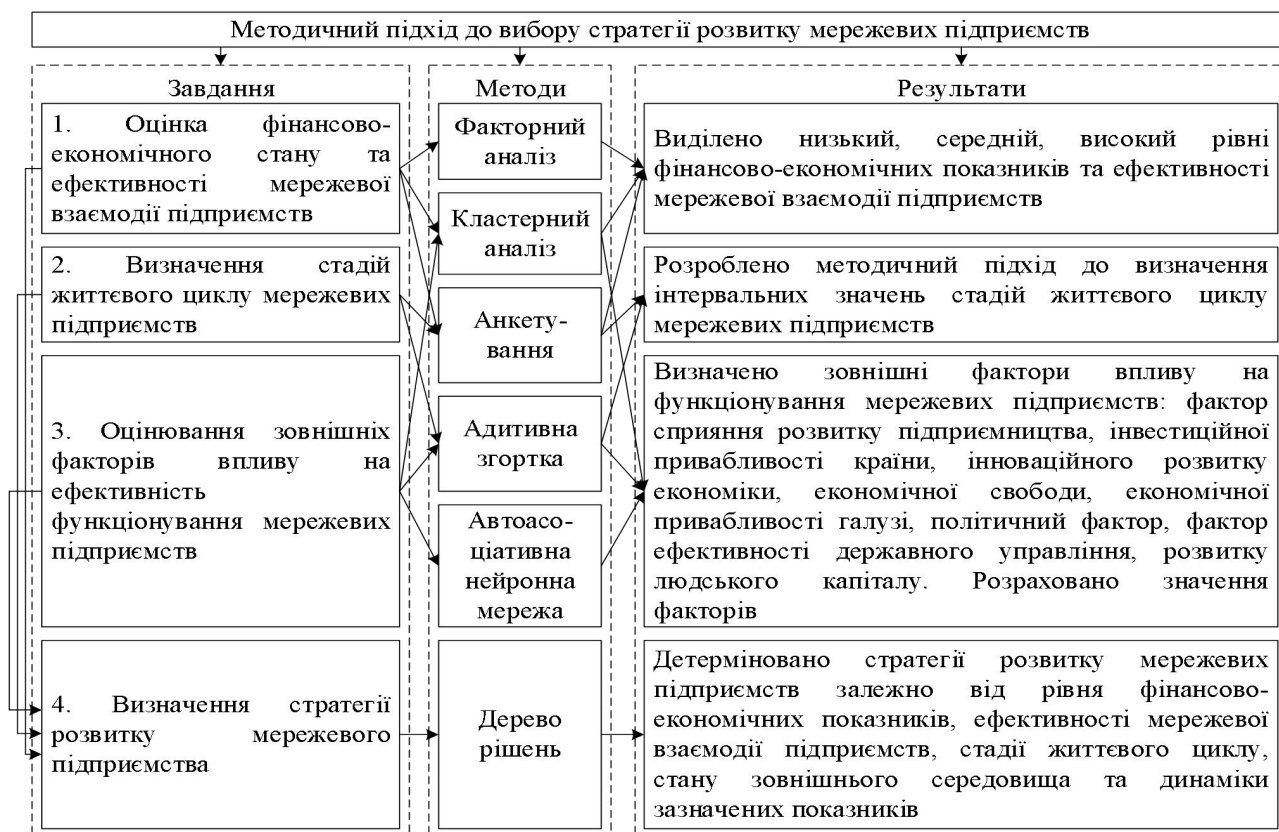 Методичний підхід до вибору стратегії розвитку мережевих підприємств
Завдання
1. Оцінка фінансово-
економічного стану та
ефективності мережевої
взаємодії підприємств
2. Визначення стадій
життєвого циклу мережевих
підприємств
3. Оцінювання зовнішніх
факторів впливу на
ефективність
функціонування мережевих
підприємств
4. Визначення стратегії
розвитку мережевого
підприємства
Методи
Факторний
аналіз
Кластерний
аналіз
Анкету-
вання
Адитивна
згортка
Автоасо-
ціативна
нейронна
мережа
Дерево
рішень
Результати
Виділено низький, середній, високий рівні
фінансово-економічних показників та ефективності
мережевої взаємодії підприємств
Розроблено методичний підхід до визначення
інтервальних значень стадій життєвого циклу
мережевих підприємств
Визначено зовнішні фактори впливу на
функціонування мережевих підприємств: фактор
сприяння розвитку підприємництва, інвестиційної
привабливості країни, інноваційного розвитку
економіки, економічної свободи, економічної
привабливості галузі, політичний фактор, фактор
ефективності державного управління, розвитку
людського капіталу. Розраховано значення
факторів
Детерміновано стратегії розвитку мережевих
підприємств залежно від рівня фінансово-
економічних показників, ефективності мережевої
взаємодії підприємств, стадії життєвого циклу,
стану зовнішнього середовища та динаміки
зазначених показників